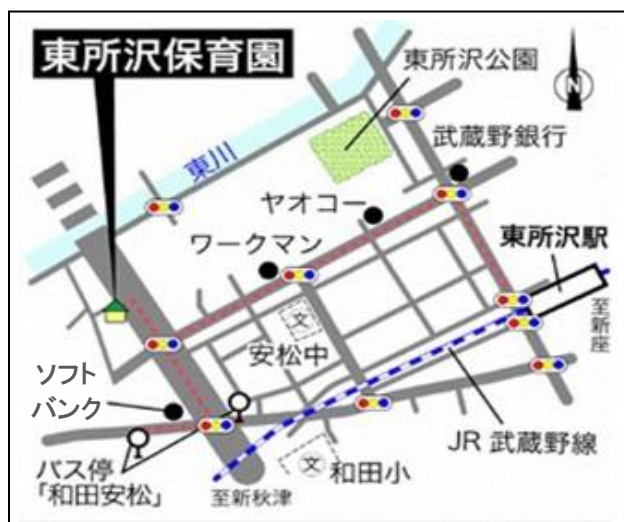 東所沢保育園
東所沢公園
N
東川
武蔵野銀行
ヤオコー
ワークマン
東所沢駅
至新座
文
安松中
ソフト
バンク
JR 武蔵野線
バス停
「和田安松」
文
和田小
至新秋津